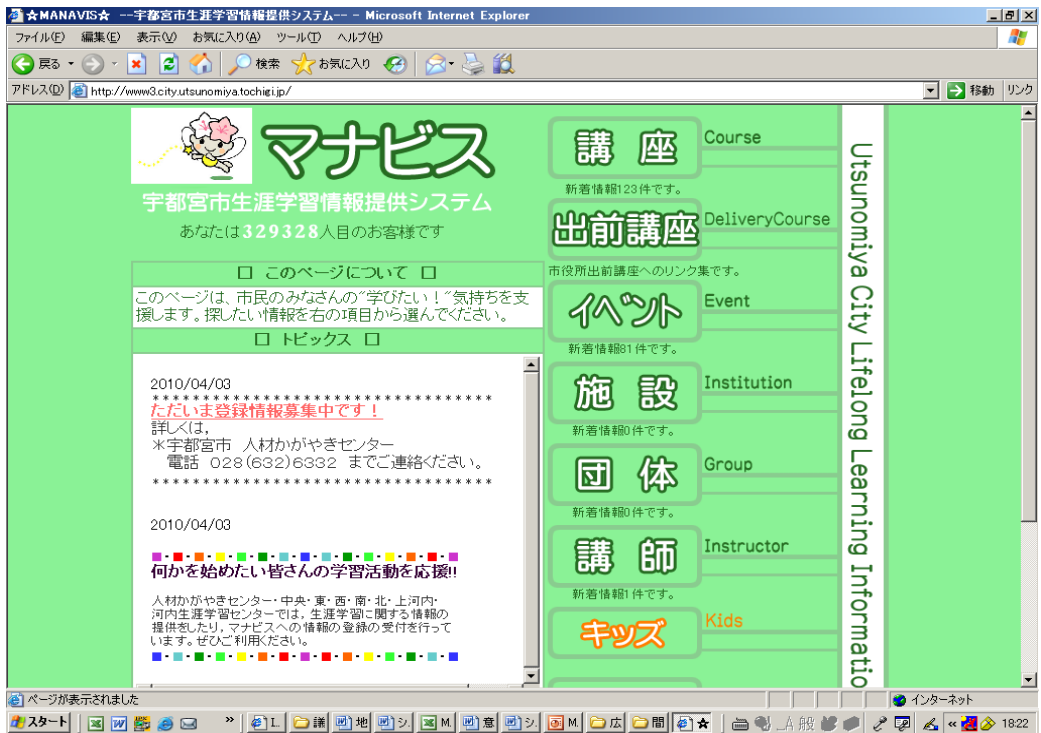 ☆MANAVIS☆ --宇都宮市生涯学習情報提供システム-- - Microsoft Internet Explorer
ファイル(F) 編集(E) 表示(V) お気に入り(A) ツール(T) ヘルプ(H)
戻る 検索 お気に入り
アドレス(D) http://www3.city.utsunomiya.tochigi.jp/ 移動 リンク
マナビス
宇都宮市生涯学習情報提供システム
あなたは329328人目のお客様です
ロ このページについて ロ
このページは、市民のみなさんの″学びたい！″気持ちを支
援します。探したい情報を右の項目から選んでください。
ロ トピックス ロ
2010/04/03
***********************************
ただいま登録情報募集中です！
詳しくは，
※宇都宮市 人材かがやきセンター
電話 028(632)6332 までご連絡ください。
***********************************
2010/04/03
何かを始めたい皆さんの学習活動を応援!!
人材かがやきセンター・中央・東・西・南・北・上河内・
河内生涯学習センターでは，生涯学習に関する情報の
提供をしたり，マナビスへの情報の登録の受付を行って
います。ぜひご利用ください。
講座 Course
新着情報123件です。
出前講座 DeliveryCourse
市役所出前講座へのリンク集です。
イベント Event
新着情報81件です。
施設 Institution
新着情報0件です。
団体 Group
新着情報0件です。
講師 Instructor
新着情報1件です。
キッズ Kids
Utsunomiya City Lifelong Learning Informatio
ページが表示されました インターネット
スタート » 1. 議 地 シ. M. 意 シ. M. 広 間 ☆ A 般 « 18:22